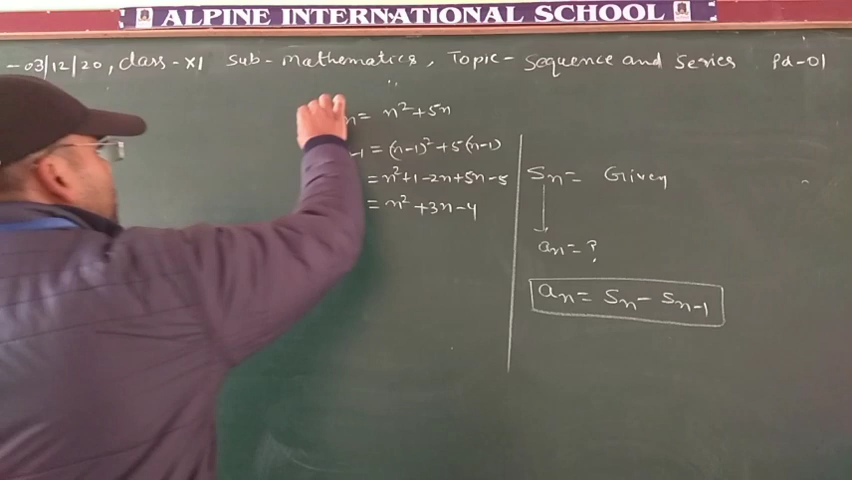 ALPINE INTERNATIONAL SCHOOL
-03/12/20, class-XI Sub-Mathematics, Topic-Sequence and Series Pd-01
∴
n = n²+5n
-1 = (n-1)²+5(n-1)
= n²+1-2n+5n-5
= n²+3n-4
Sn = Given
↓
an = ?
an = Sn - Sn-1